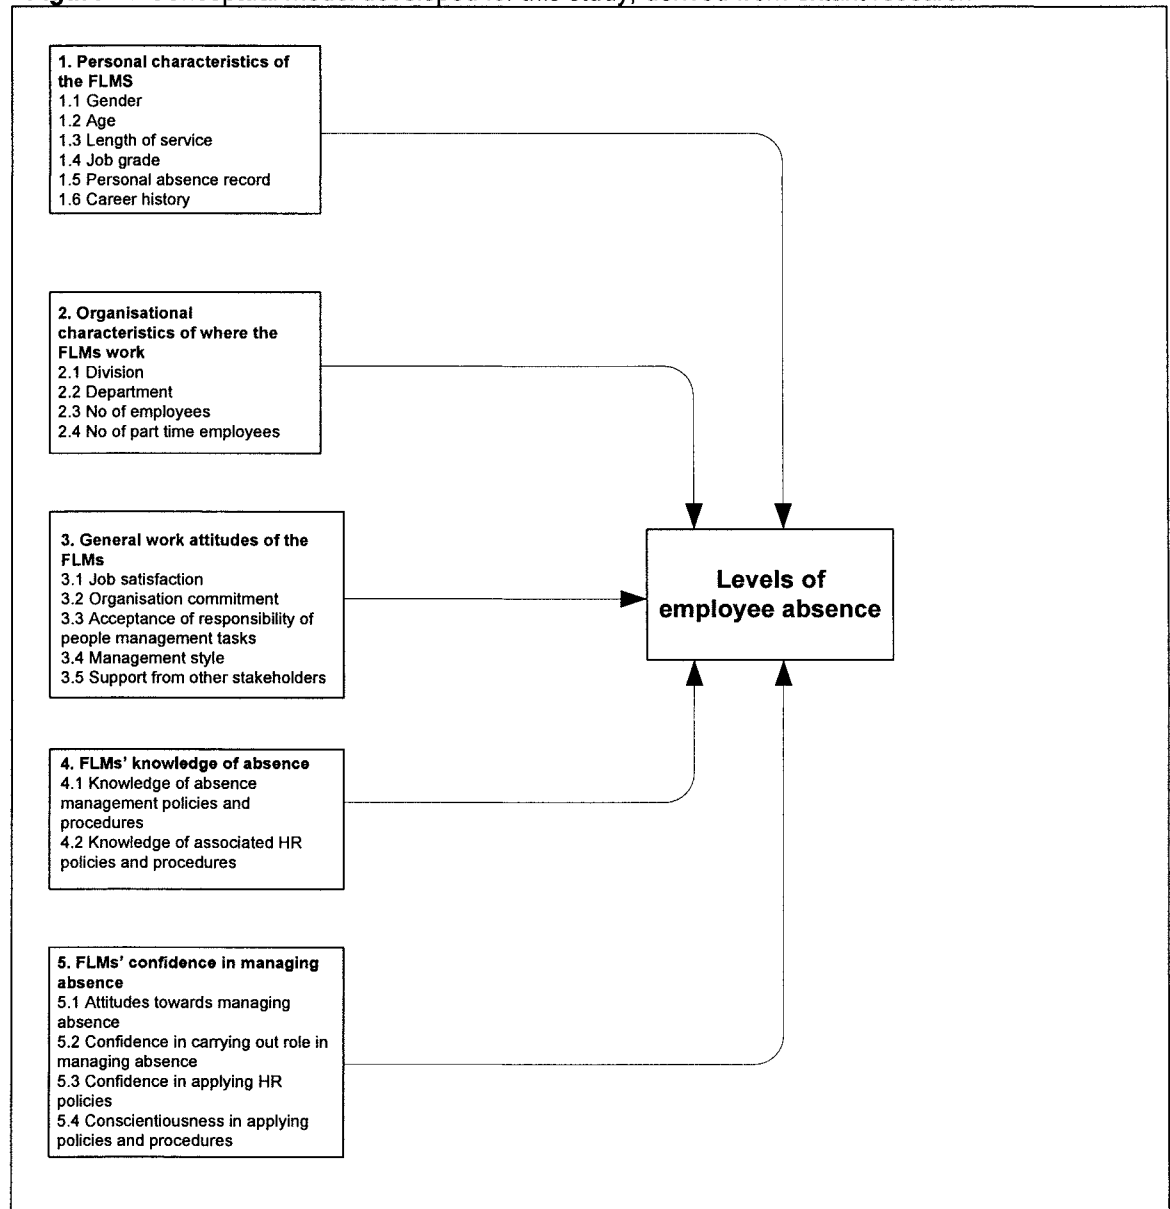 1. Personal characteristics of
the FLMS
1.1 Gender
1.2 Age
1.3 Length of service
1.4 Job grade
1.5 Personal absence record
1.6 Career history
2. Organisational
characteristics of where the
FLMs work
2.1 Division
2.2 Department
2.3 No of employees
2.4 No of part time employees
3. General work attitudes of the
FLMs
3.1 Job satisfaction
3.2 Organisation commitment
3.3 Acceptance of responsibility of
people management tasks
3.4 Management style
3.5 Support from other stakeholders
Levels of
employee absence
4. FLMs' knowledge of absence
4.1 Knowledge of absence
management policies and
procedures
4.2 Knowledge of associated HR
policies and procedures
5. FLMs' confidence in managing
absence
5.1 Attitudes towards managing
absence
5.2 Confidence in carrying out role in
managing absence
5.3 Confidence in applying HR
policies
5.4 Conscientiousness in applying
policies and procedures